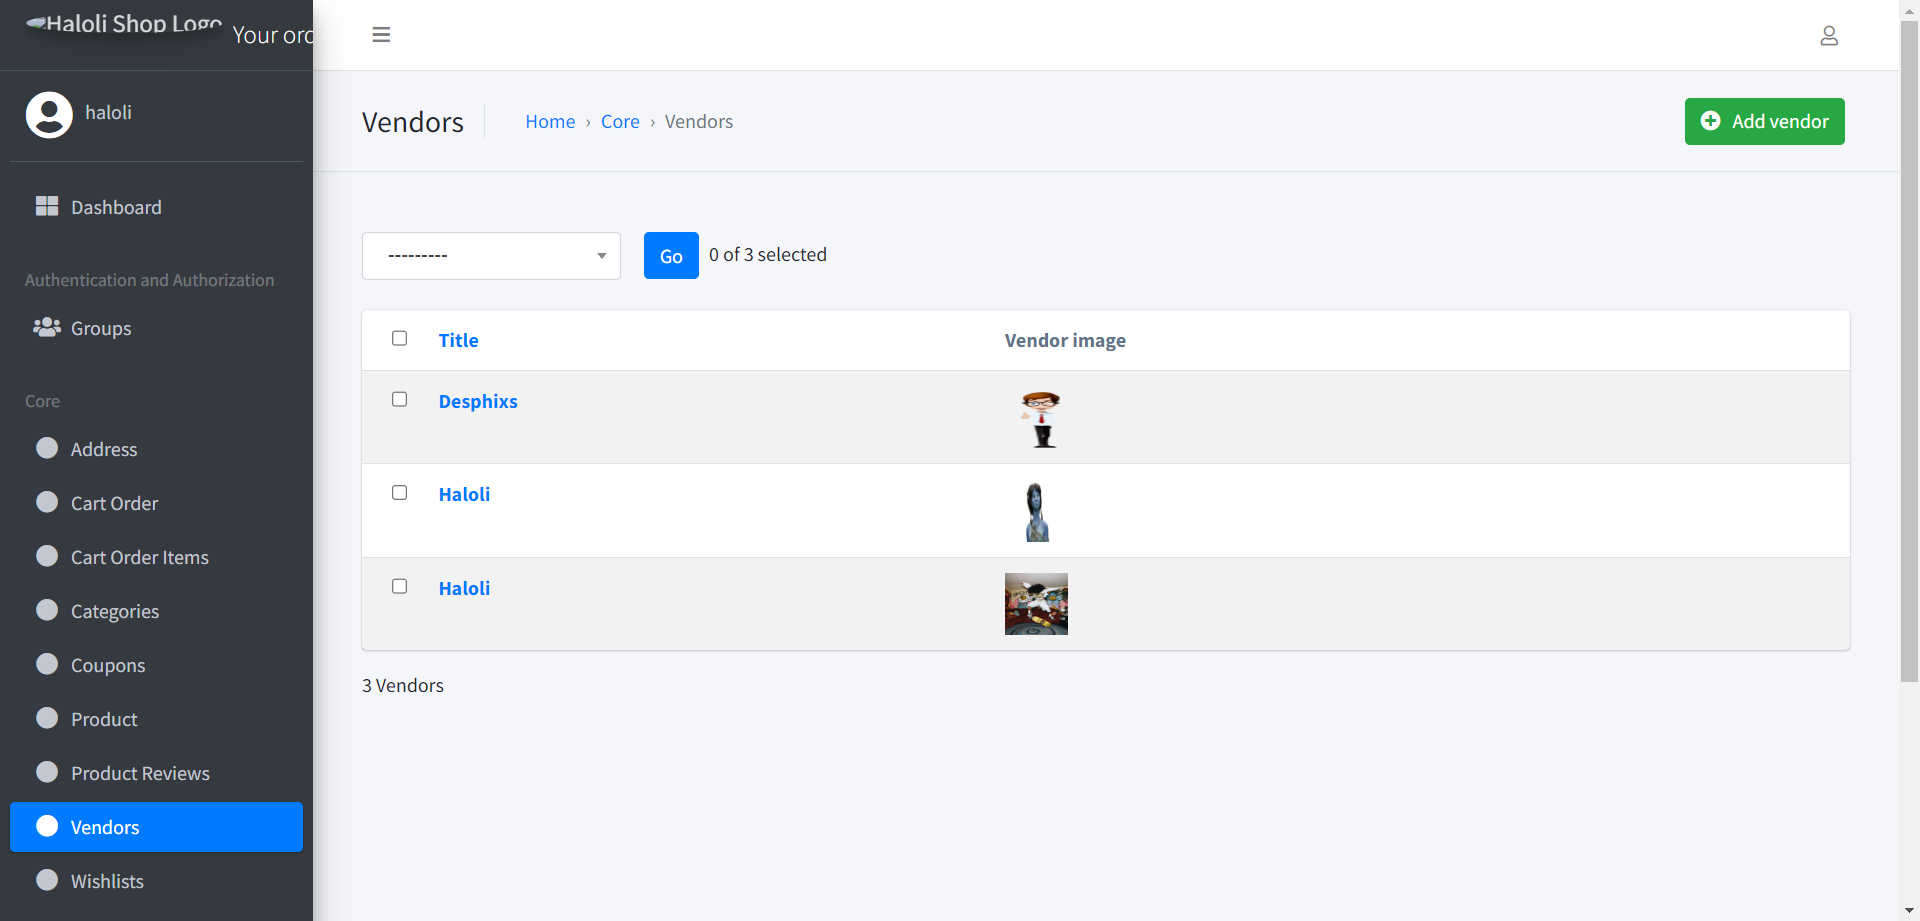 Haloli Shop Logo
Your orc
haloli
Dashboard
Authentication and Authorization
Groups
Core
Address
Cart Order
Cart Order Items
Categories
Coupons
Product
Product Reviews
Vendors
Wishlists
Vendors
Home › Core › Vendors
Add vendor
---------
Go
0 of 3 selected
Title Vendor image
Desphixs
Haloli
Haloli
3 Vendors